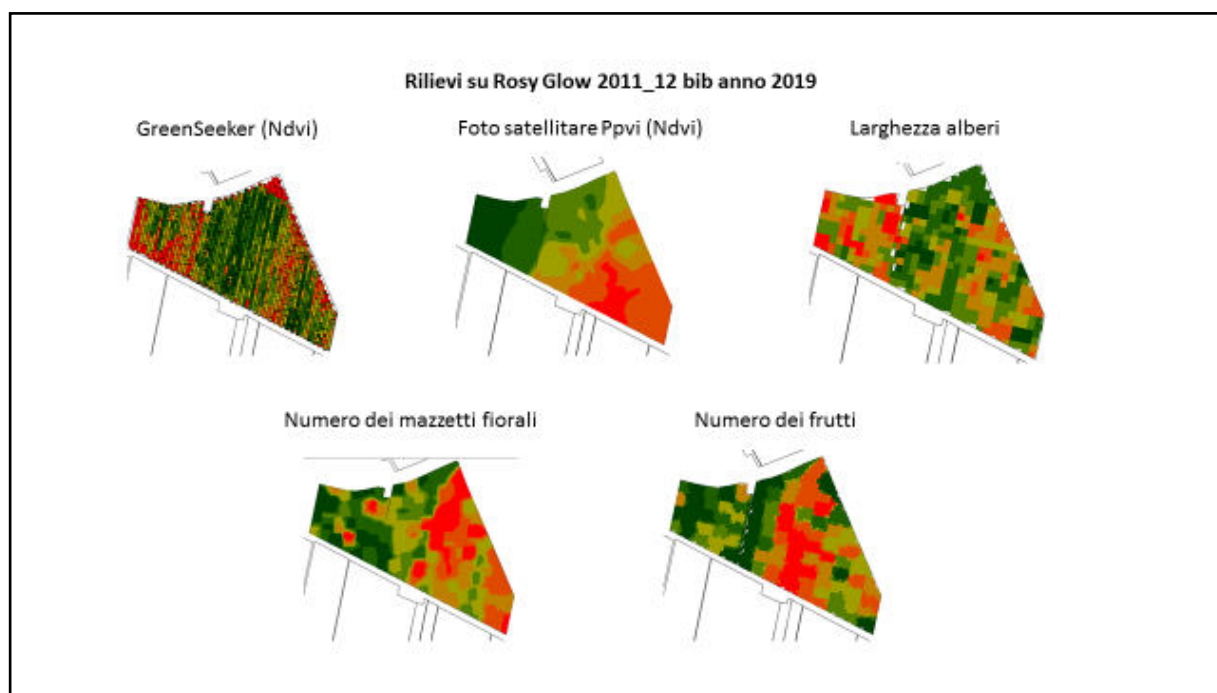 Rilievi su Rosy Glow 2011_12 bib anno 2019
GreenSeeker (Ndvi)
Foto satellitare Ppvi (Ndvi)
Larghezza alberi
Numero dei mazzetti fiorali
Numero dei frutti